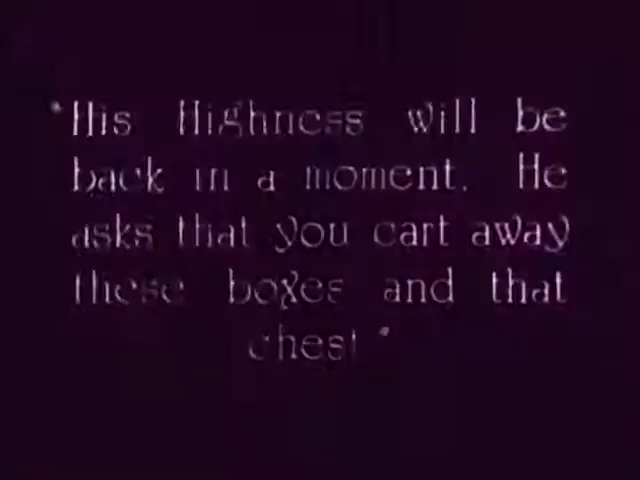 "His Highness will be
back in a moment. He
asks that you cart away
these boxes and that
chest"